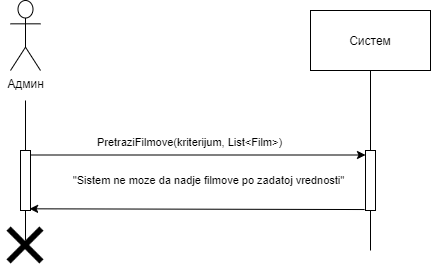 Систем
Админ
PretraziFilmove(kriterijum, List<Film>)
"Sistem ne moze da nadje filmove po zadatoj vrednosti"